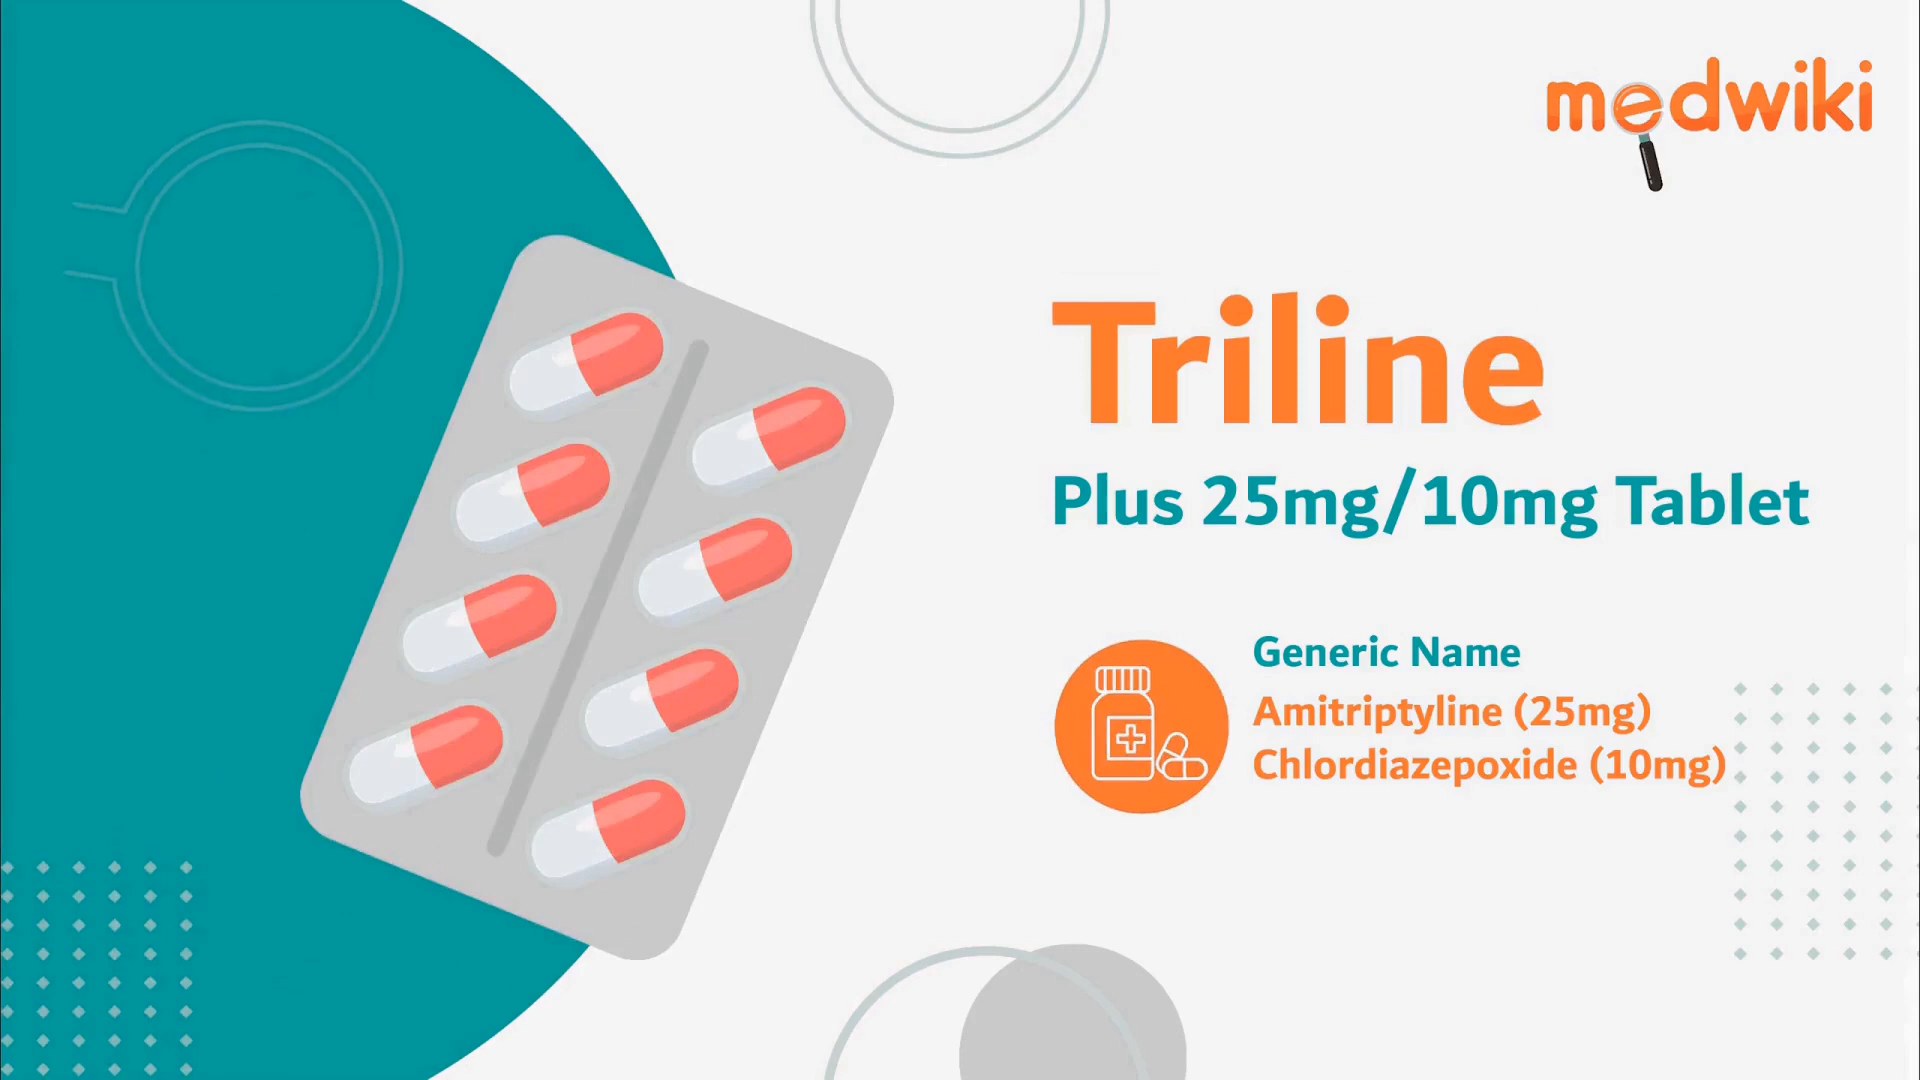 medwiki
Triline
Plus 25mg/10mg Tablet
Generic Name
Amitriptyline (25mg)
Chlordiazepoxide (10mg)